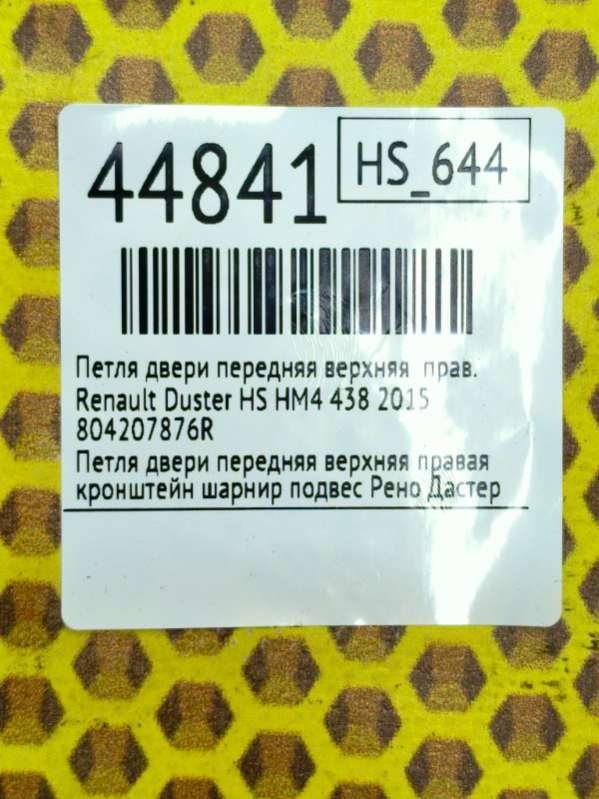 44841
HS_644
Петля двери передняя верхняя прав.
Renault Duster HS HM4 438 2015
804207876R
Петля двери передняя верхняя правая
кронштейн шарнир подвес Рено Дастер